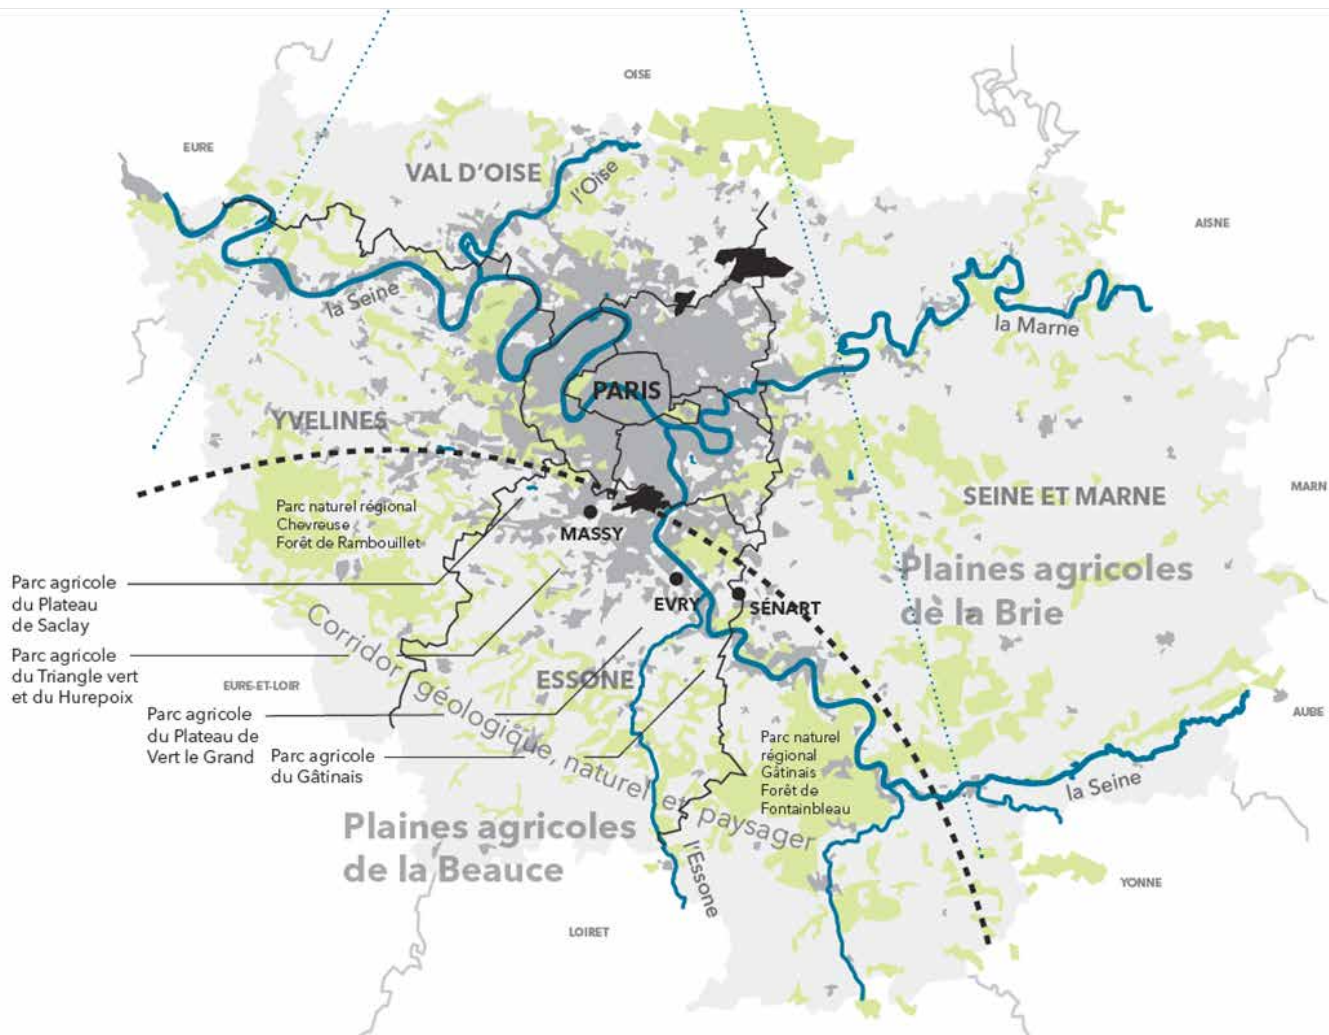 OISE
EURE
VAL D'OISE
l'Oise
AISNE
la Seine
la Marne
PARIS
YVELINES
MARN
SEINE ET MARNE
Parc naturel régional
Chevreuse
Forêt de Rambouillet
MASSY
Plaines agricoles
dè la Brie
Parc agricole
du Plateau
de Saclay
EVRY
SÉNART
Corridor géologique, naturel et paysager
Parc agricole
du Triangle vert
et du Hurepoix
ESSONE
EURE-ET-LOIR
AUBE
Parc agricole
du Plateau de
Vert le Grand
Parc agricole
du Gâtinais
Parc naturel
régional
Gâtinais
Forêt de
Fontainbleau
la Seine
Plaines agricoles
de la Beauce
l'Essone
YONNE
LOIRET